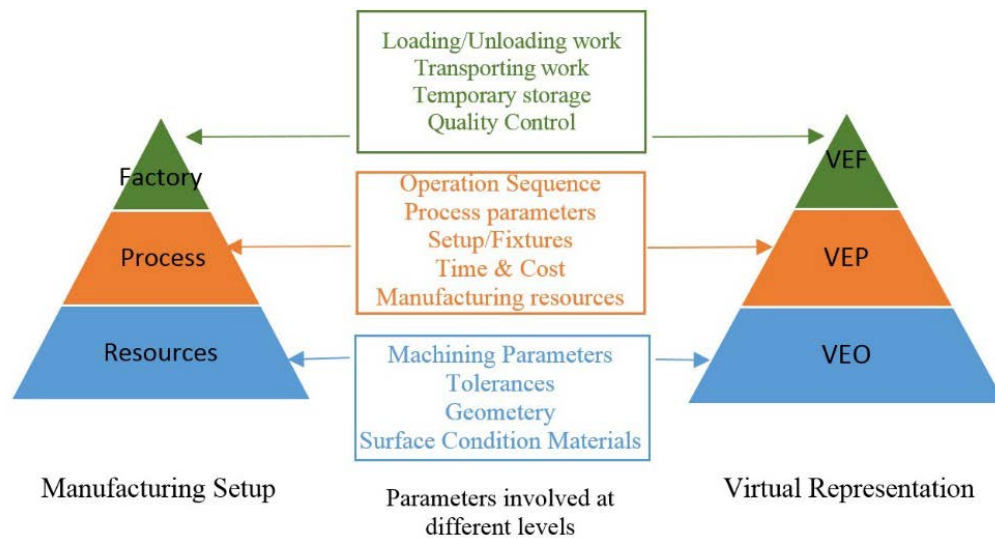 Loading/Unloading work
Transporting work
Temporary storage
Quality Control
Factory
VEF
Operation Sequence
Process parameters
Setup/Fixtures
Time & Cost
Manufacturing resources
Process
VEP
Machining Parameters
Tolerances
Geometery
Surface Condition Materials
Resources
VEO
Manufacturing Setup
Parameters involved at
different levels
Virtual Representation